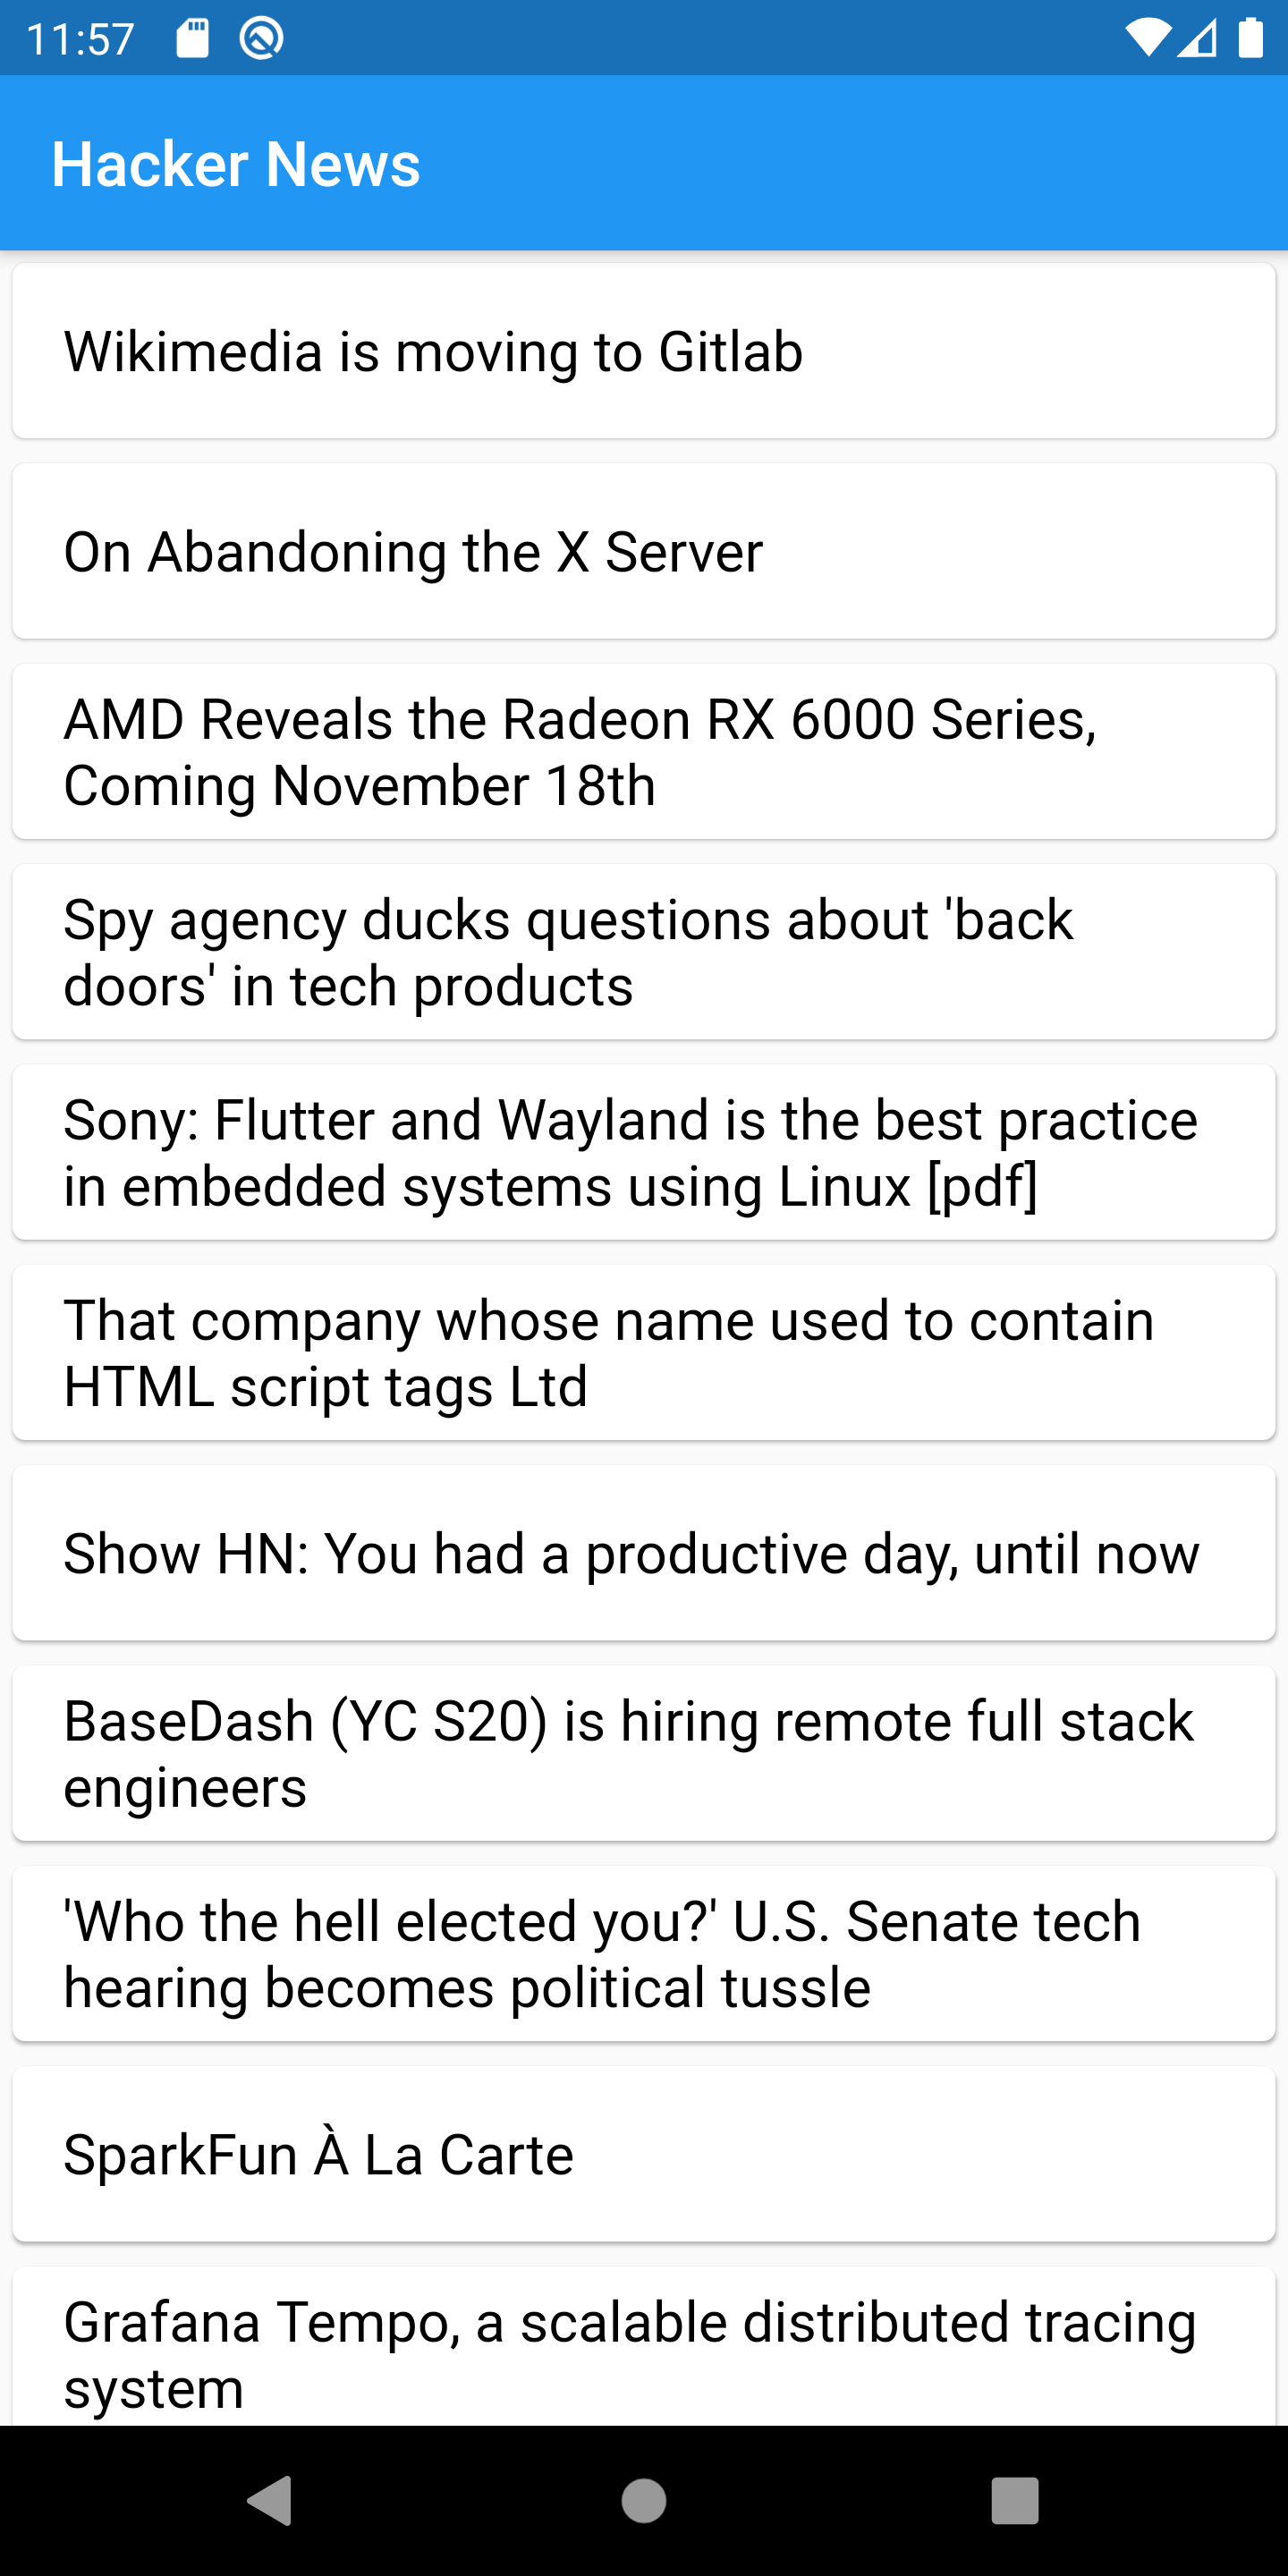 11:57
Hacker News
Wikimedia is moving to Gitlab
On Abandoning the X Server
AMD Reveals the Radeon RX 6000 Series,
Coming November 18th
Spy agency ducks questions about 'back
doors' in tech products
Sony: Flutter and Wayland is the best practice
in embedded systems using Linux [pdf]
That company whose name used to contain
HTML script tags Ltd
Show HN: You had a productive day, until now
BaseDash (YC S20) is hiring remote full stack
engineers
'Who the hell elected you?' U.S. Senate tech
hearing becomes political tussle
SparkFun À La Carte
Grafana Tempo, a scalable distributed tracing
system